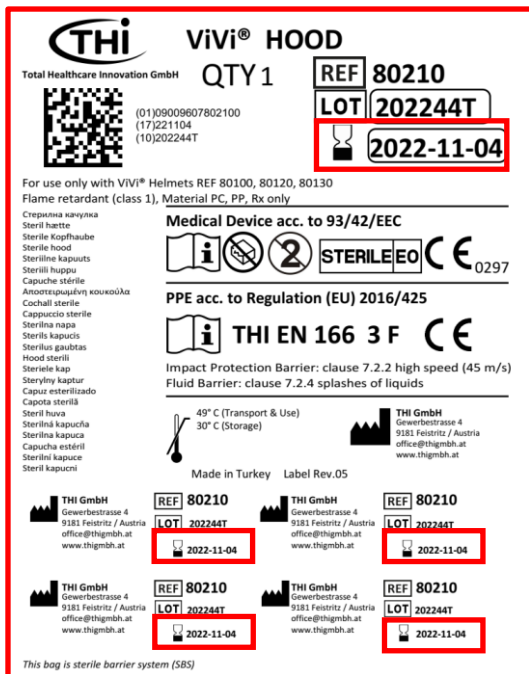 THI
Total Healthcare Innovation GmbH
ViVi® HOOD
QTY 1
REF 80210
LOT 202244T
2022-11-04
(01)09009607802100
(17)221104
(10)202244T
For use only with ViVi® Helmets REF 80100, 80120, 80130
Flame retardant (class 1), Material PC, PP, Rx only
Стерилна качулка
Steril hætte
Sterile Kopfhaube
Sterile hood
Steriilne kapuuts
Steriili huppu
Capuche stérile
Αποστειρωμένη κουκούλα
Cochall sterile
Cappuccio sterile
Sterilna napa
Sterils kapucis
Sterilus gaubtas
Hood sterili
Steriele kap
Sterylny kaptur
Capuz esterilizado
Capota sterilă
Steril huva
Sterilná kapucňa
Sterilna kapuca
Capucha estéril
Sterilní kapuce
Steril kapucni
Medical Device acc. to 93/42/EEC
i 2 STERILE EO CE 0297
PPE acc. to Regulation (EU) 2016/425
i THI EN 166 3 F CE
Impact Protection Barrier: clause 7.2.2 high speed (45 m/s)
Fluid Barrier: clause 7.2.4 splashes of liquids
49° C (Transport & Use)
30° C (Storage)
THI GmbH
Gewerbestrasse 4
9181 Feistritz / Austria
office@thigmbh.at
www.thigmbh.at
Made in Turkey Label Rev.05
THI GmbH
Gewerbestrasse 4
9181 Feistritz / Austria
office@thigmbh.at
www.thigmbh.at
REF 80210
LOT 202244T
2022-11-04
THI GmbH
Gewerbestrasse 4
9181 Feistritz / Austria
office@thigmbh.at
www.thigmbh.at
REF 80210
LOT 202244T
2022-11-04
THI GmbH
Gewerbestrasse 4
9181 Feistritz / Austria
office@thigmbh.at
www.thigmbh.at
REF 80210
LOT 202244T
2022-11-04
THI GmbH
Gewerbestrasse 4
9181 Feistritz / Austria
office@thigmbh.at
www.thigmbh.at
REF 80210
LOT 202244T
2022-11-04
This bag is sterile barrier system (SBS)